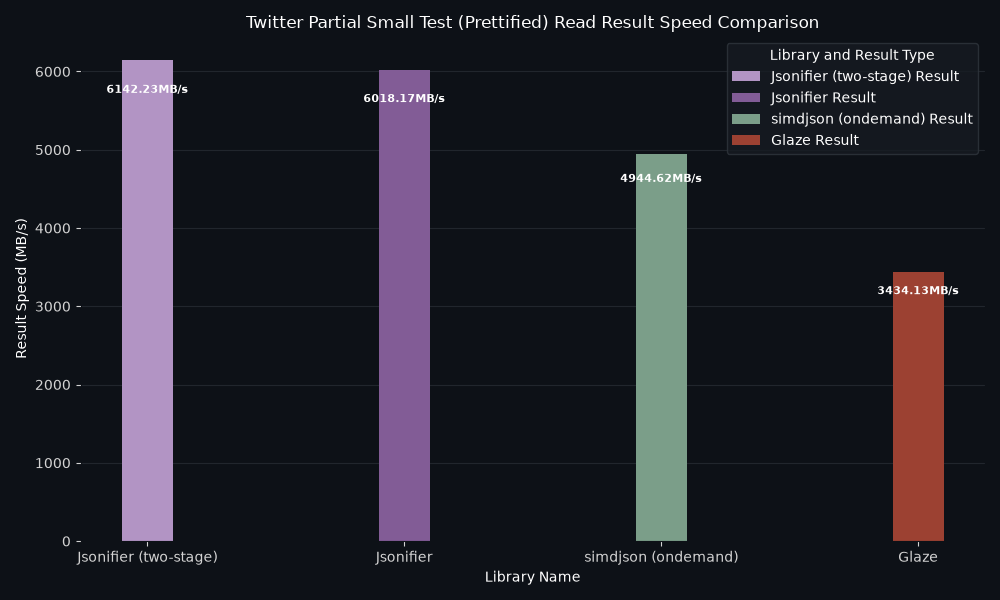 Twitter Partial Small Test (Prettified) Read Result Speed Comparison
Library and Result Type
Jsonifier (two-stage) Result
Jsonifier Result
simdjson (ondemand) Result
Glaze Result
Result Speed (MB/s)
6000
5000
4000
3000
2000
1000
0
6142.23MB/s
6018.17MB/s
4944.62MB/s
3434.13MB/s
Jsonifier (two-stage)
Jsonifier
simdjson (ondemand)
Glaze
Library Name